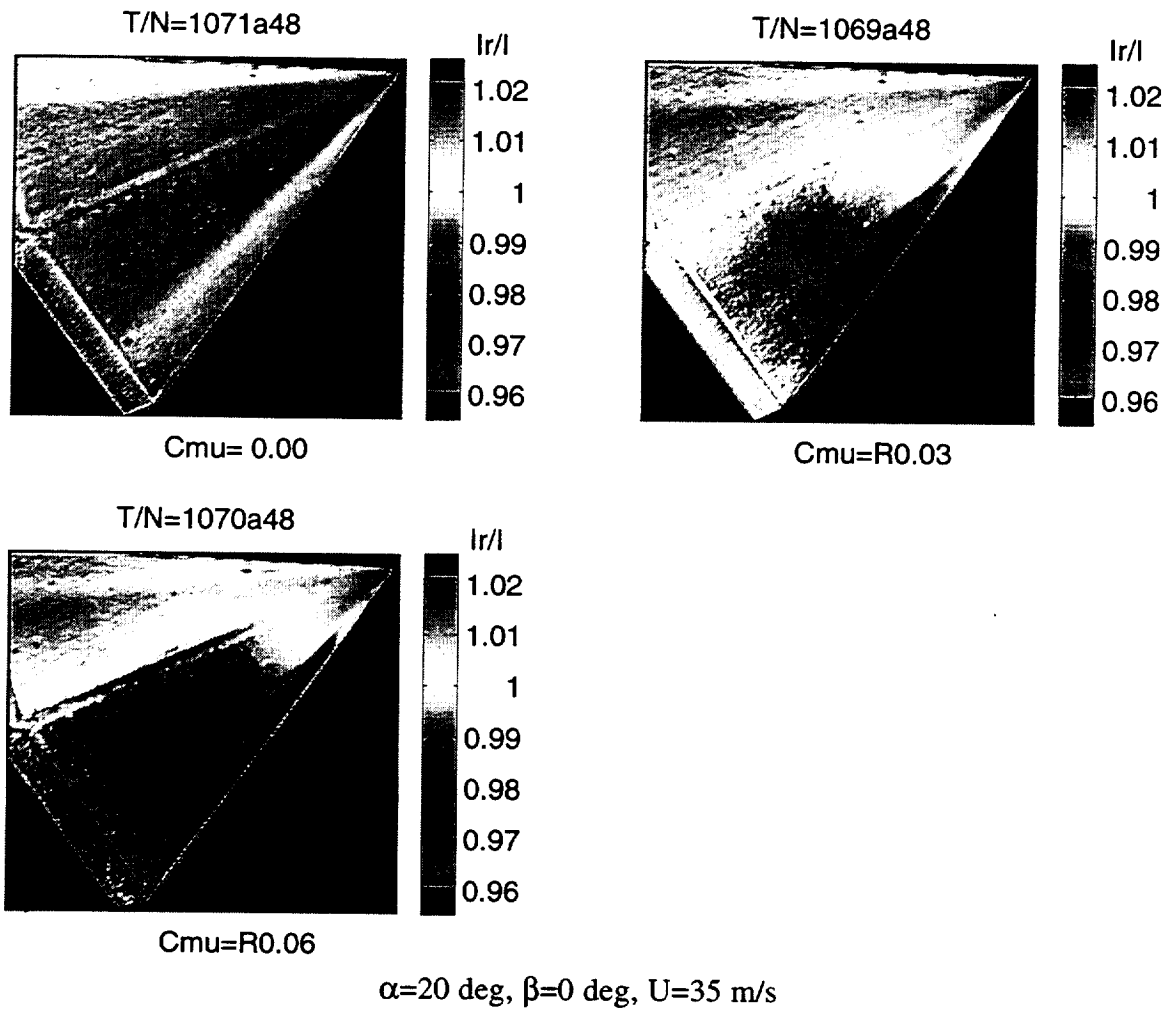 T/N=1071a48
Ir/I
1.02
1.01
1
0.99
0.98
0.97
0.96
Cmu= 0.00
T/N=1069a48
Ir/I
1.02
1.01
1
0.99
0.98
0.97
0.96
Cmu=R0.03
T/N=1070a48
Ir/I
1.02
1.01
1
0.99
0.98
0.97
0.96
Cmu=R0.06
α=20 deg, β=0 deg, U=35 m/s